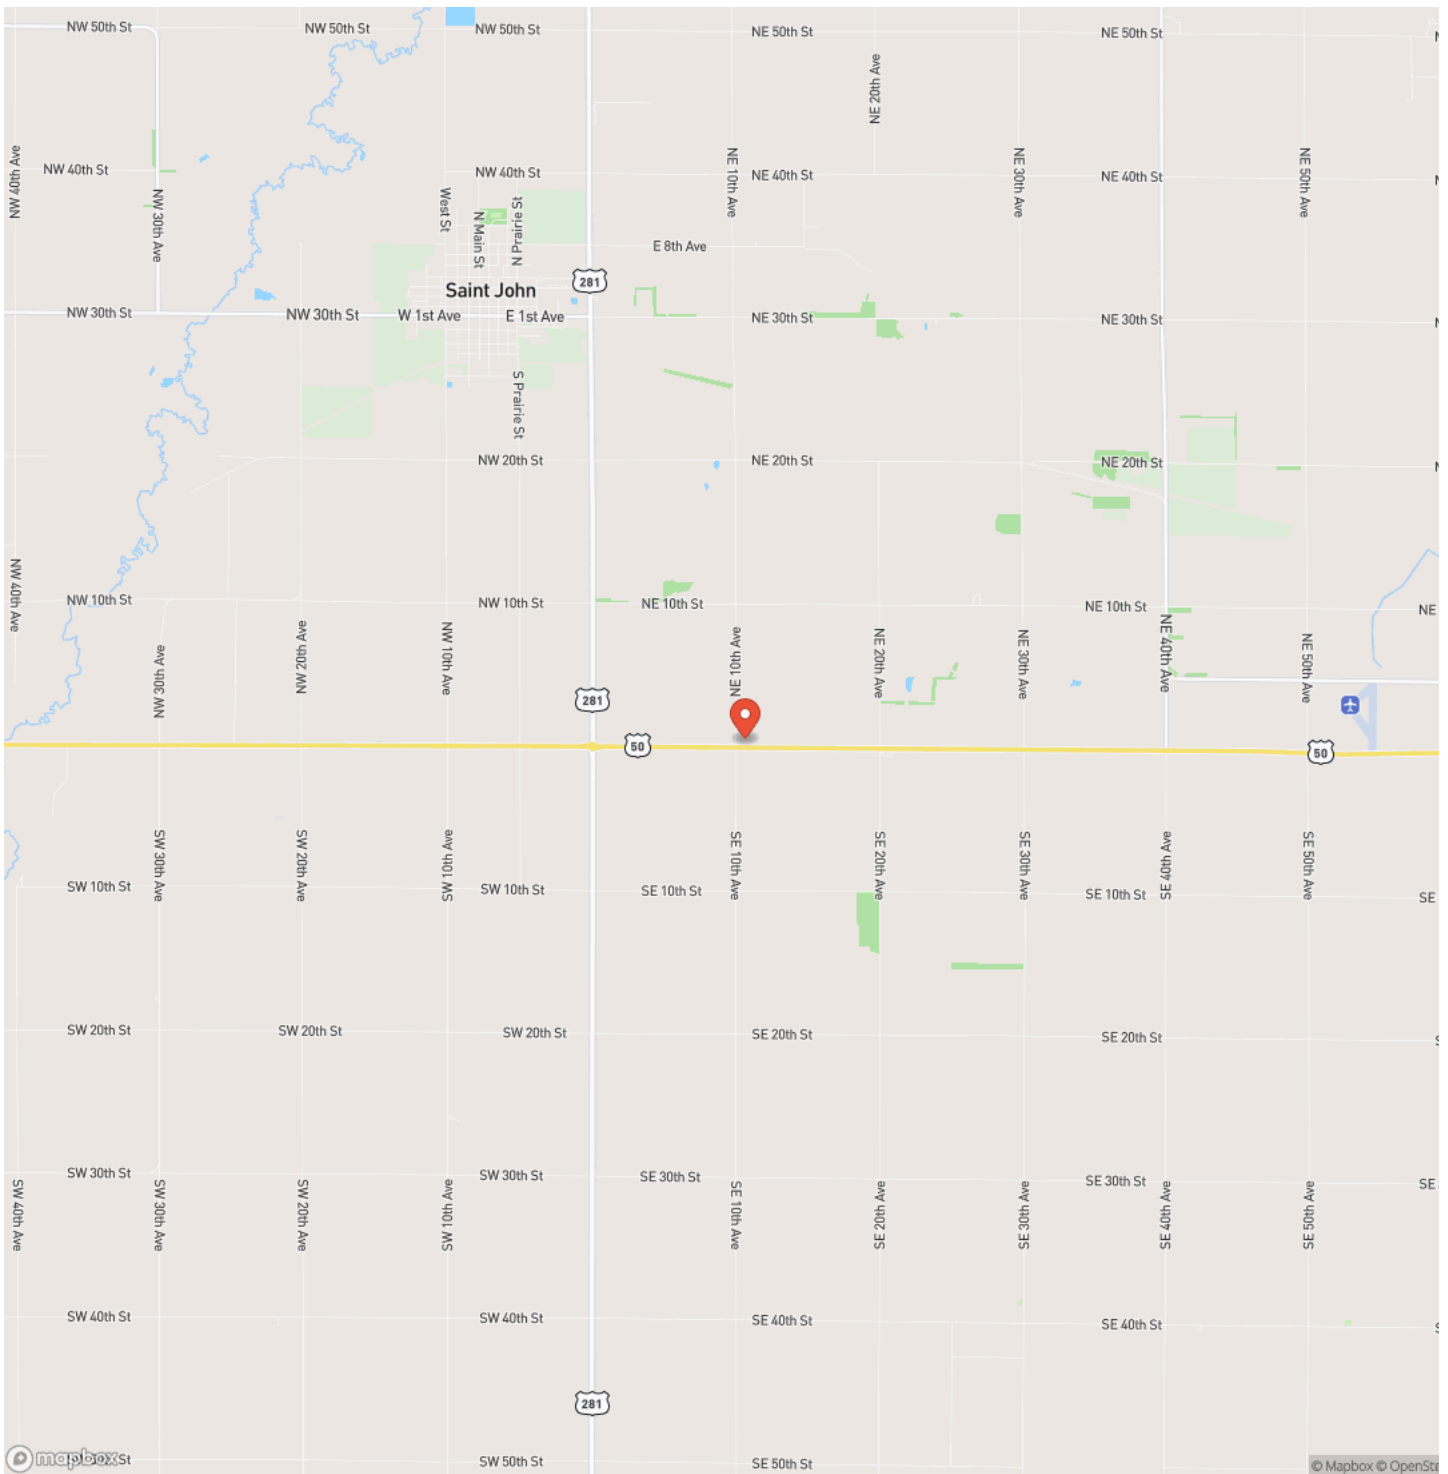 NW 50th St
NW 50th St
NW 50th St
NE 50th St
NE 50th St
NE 20th Ave
NW 40th Ave
NW 40th St
NW 40th St
NE 10th Ave
NE 40th St
NE 30th Ave
NE 40th St
NE 50th Ave
NW 30th Ave
West St
N Main St
N Prairie St
E 8th Ave
281
Saint John
NW 30th St
NW 30th St
W 1st Ave
E 1st Ave
NE 30th St
NE 30th St
S Prairie St
NW 20th St
NE 20th St
NE 20th St
NW 40th Ave
NW 10th St
NW 10th St
NE 10th St
NE 10th St
NE
NW 30th Ave
NW 20th Ave
NW 10th Ave
NE 10th Ave
NE 20th Ave
NE 30th Ave
NE 40th Ave
NE 50th Ave
281
50
50
SW 30th Ave
SW 20th Ave
SW 10th Ave
SE 10th Ave
SE 20th Ave
SE 30th Ave
SE 40th Ave
SE 50th Ave
SW 10th St
SW 10th St
SE 10th St
SE 10th St
SE
SW 20th St
SW 20th St
SW 20th St
SE 20th St
SE 20th St
SW 30th St
SW 30th St
SE 30th St
SE 30th St
SE
SW 40th Ave
SW 30th Ave
SW 20th Ave
SW 10th Ave
SE 10th Ave
SE 20th Ave
SE 30th Ave
SE 40th Ave
SE 50th Ave
SW 40th St
SW 40th St
SE 40th St
SE 40th St
281
mapbox
SW 50th St
SE 50th St
© Mapbox © OpenStre